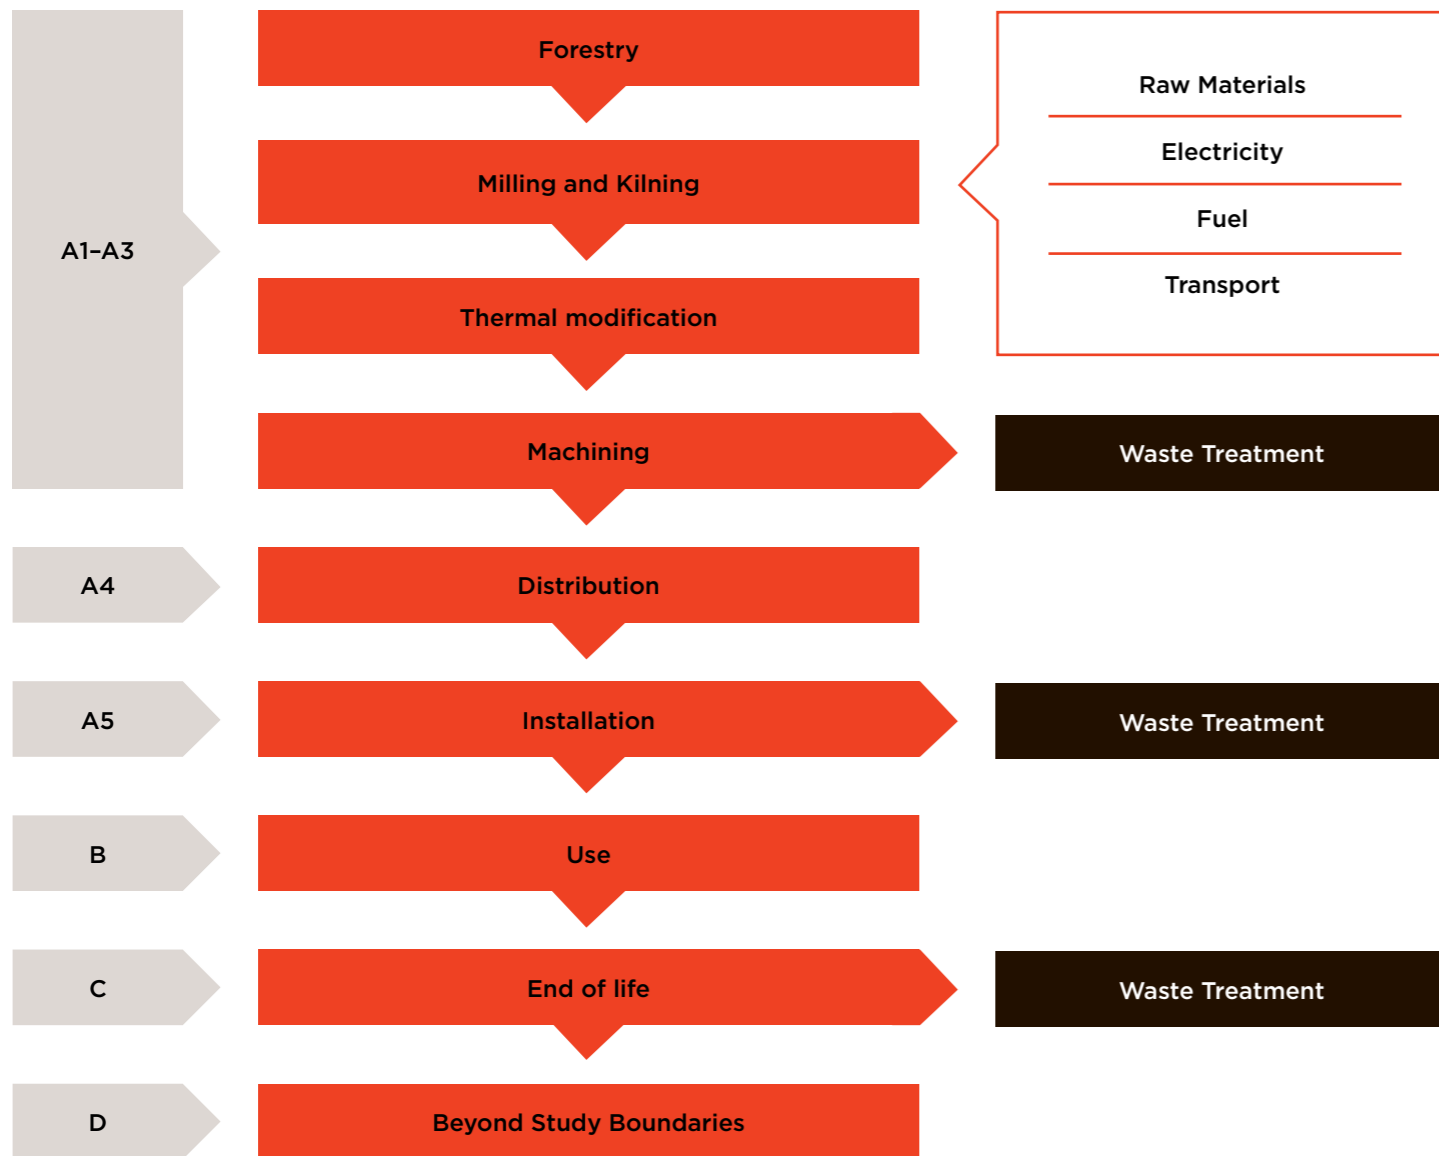 Forestry
Raw Materials
Electricity
Milling and Kilning
Fuel
A1–A3
Transport
Thermal modification
Machining
Waste Treatment
A4
Distribution
A5
Installation
Waste Treatment
B
Use
C
End of life
Waste Treatment
D
Beyond Study Boundaries